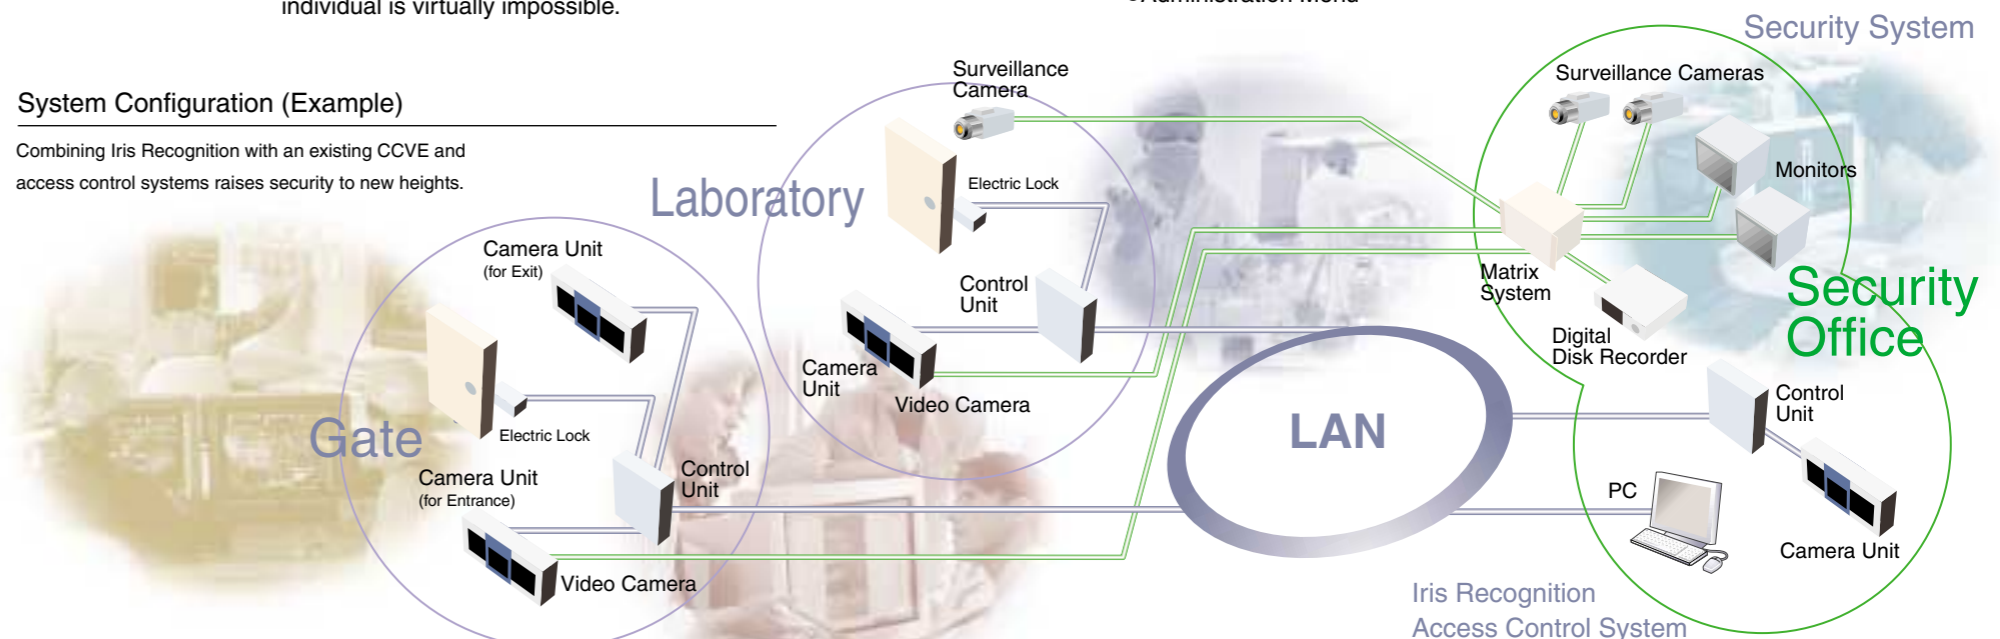 individual is virtually impossible.
Administration Menu
Security System
System Configuration (Example)
Combining Iris Recognition with an existing CCVE and
access control systems raises security to new heights.
Surveillance
Camera
Surveillance Cameras
Monitors
Laboratory
Electric Lock
Camera Unit
(for Exit)
Control
Unit
Matrix
System
Security
Office
Digital
Disk Recorder
Camera
Unit
Video Camera
Control
Unit
LAN
Gate
Electric Lock
Camera Unit
(for Entrance)
Control
Unit
PC
Camera Unit
Video Camera
Iris Recognition
Access Control System